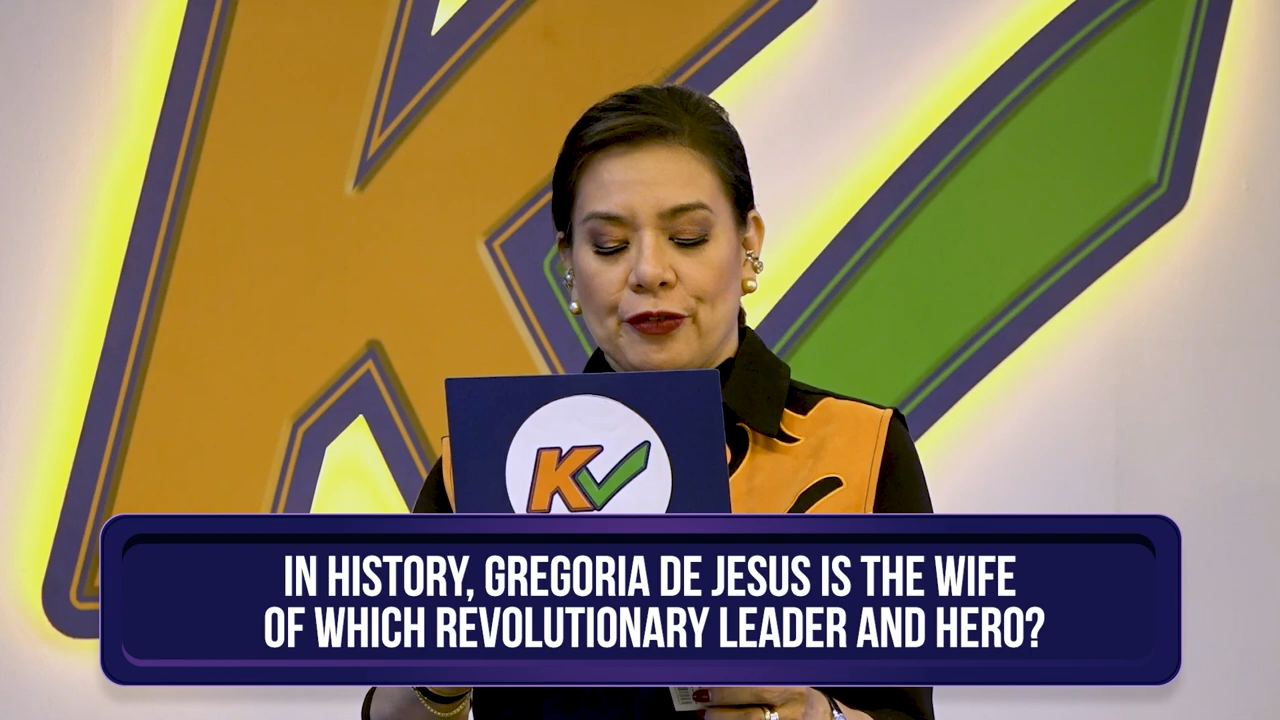 K
K
IN HISTORY, GREGORIA DE JESUS IS THE WIFE
OF WHICH REVOLUTIONARY LEADER AND HERO?